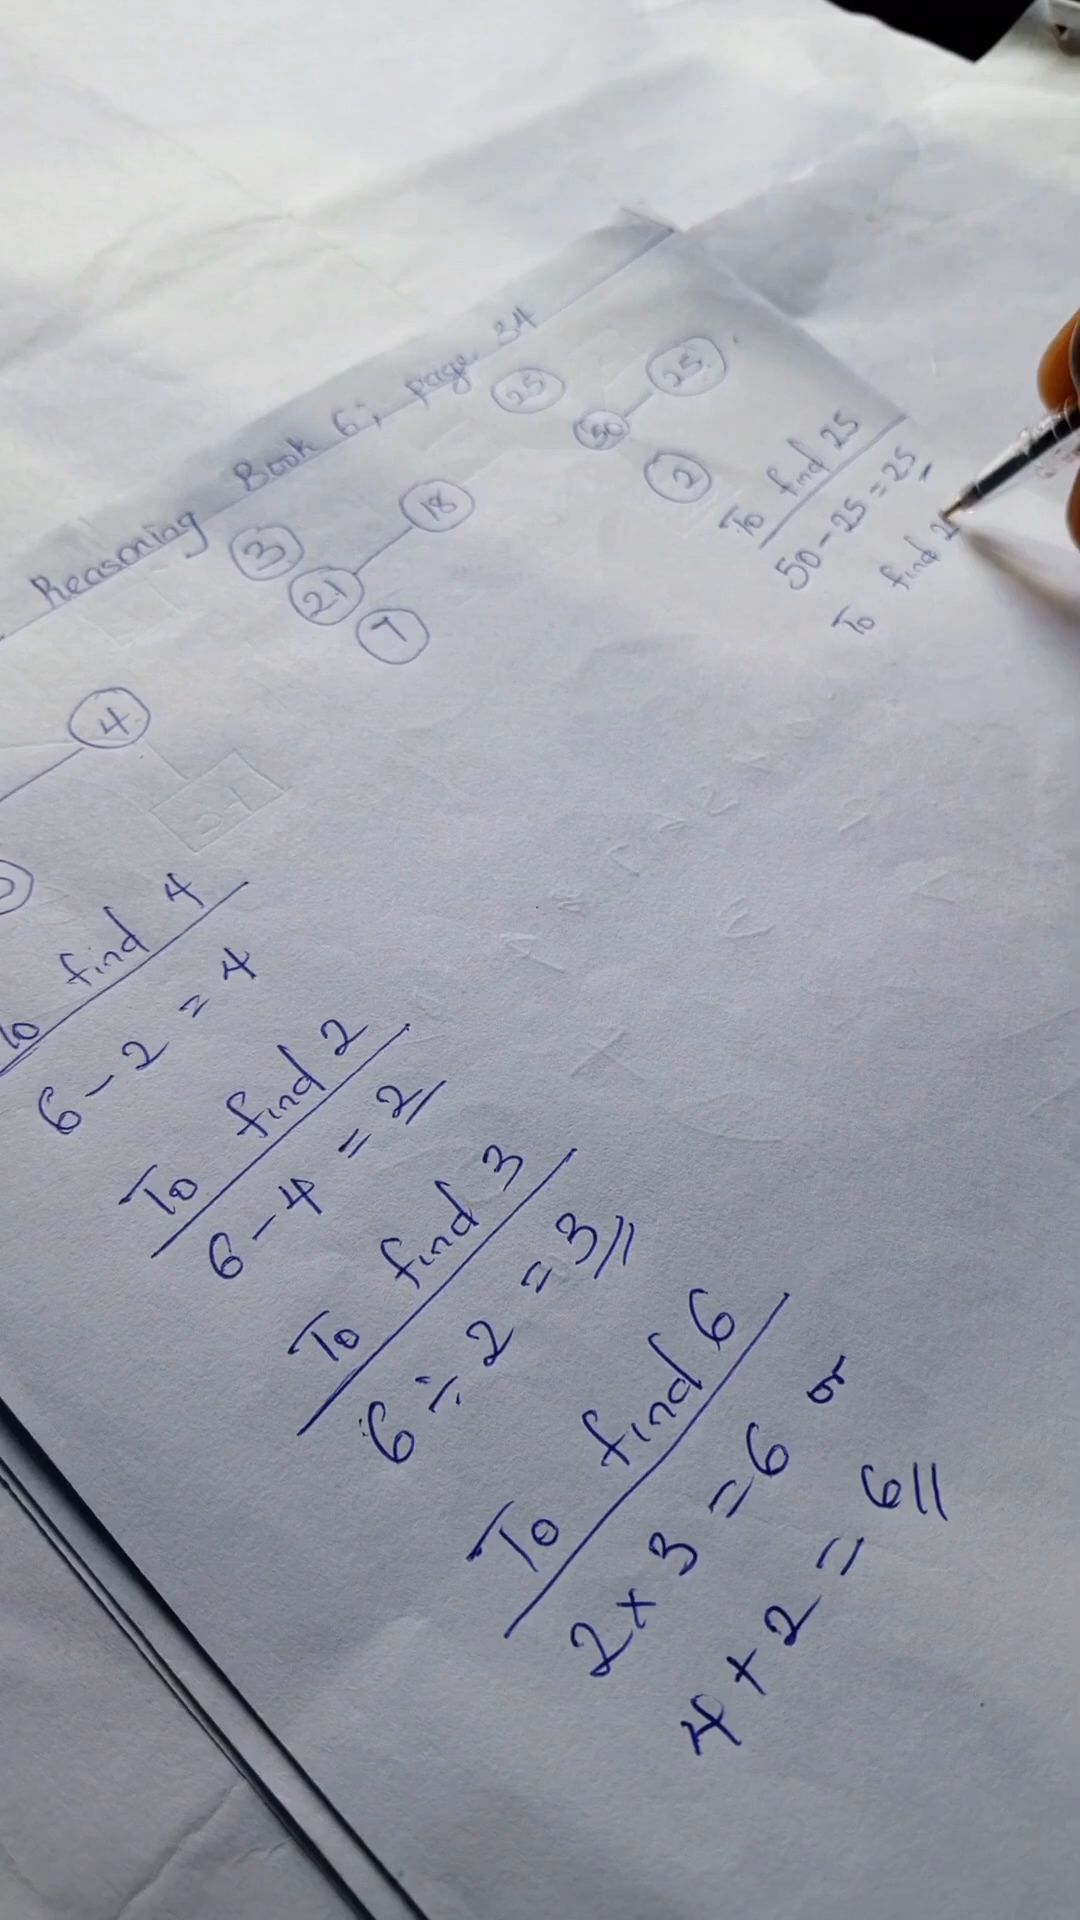 Reasoning Book 6; page 34
3
21
18
7
25
50
25
2
4
To find 4
6 - 2 = 4
To find 2
6 - 4 = 2
To find 3
6 ÷ 2 = 3
To find 6
2 x 3 = 6 or
4 + 2 = 6
To find 25
50 - 25 = 25
To find